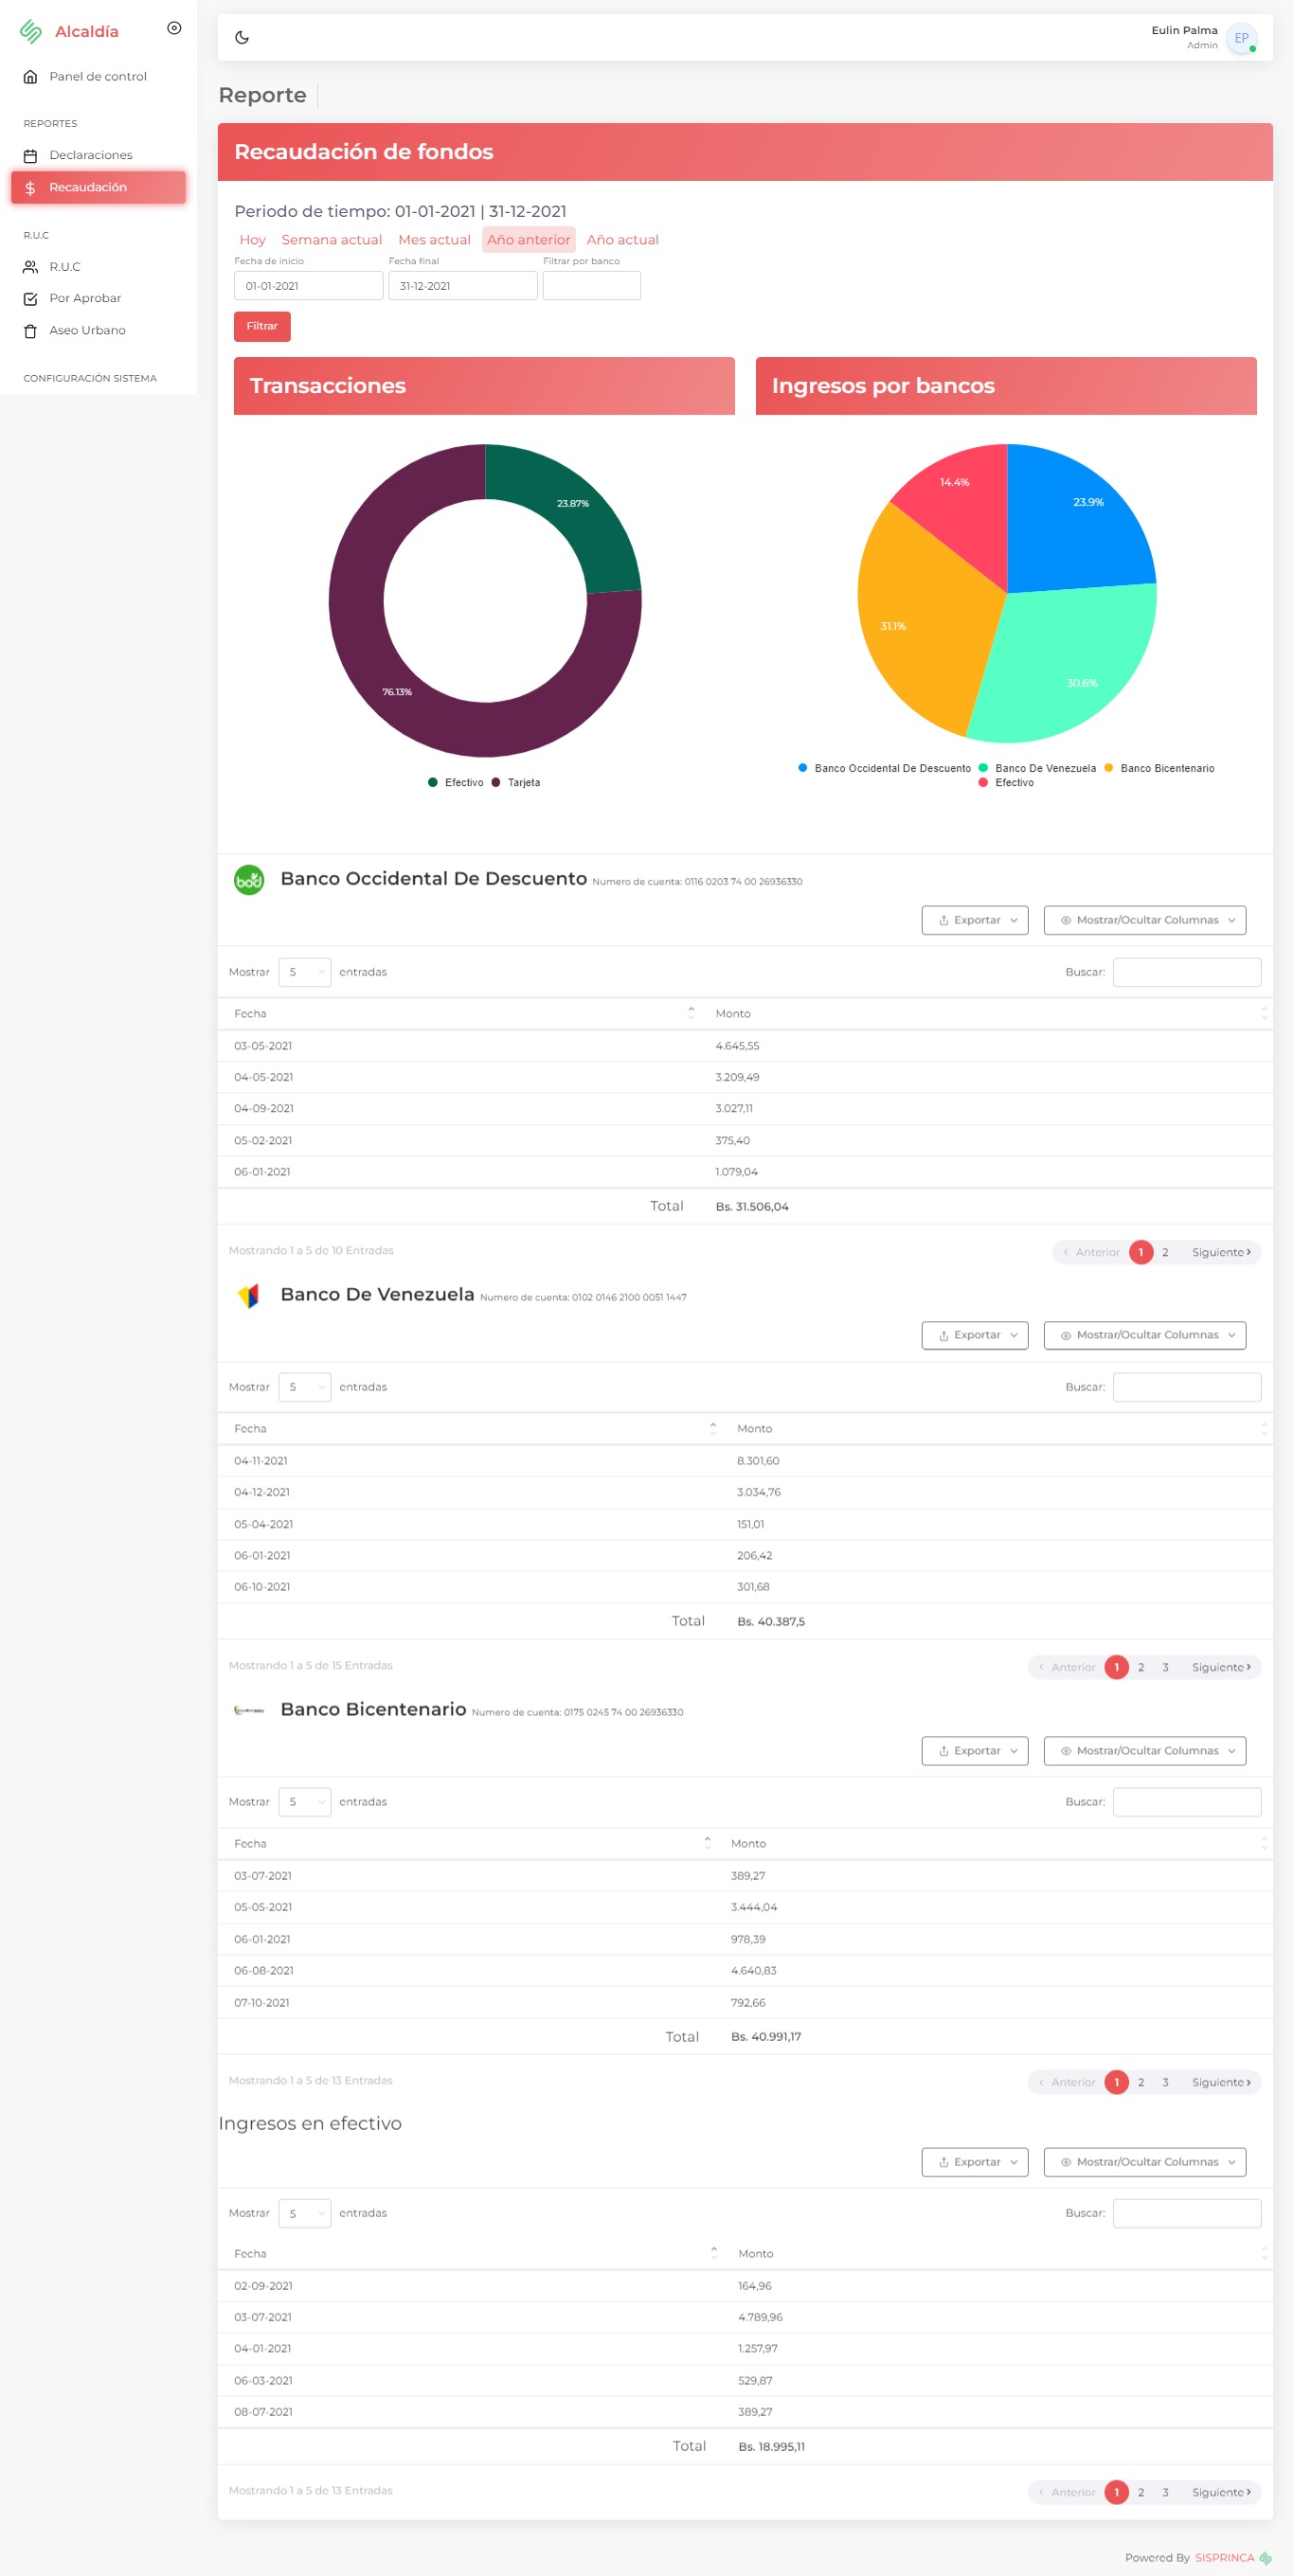 Alcaldía
Panel de control
REPORTES
Declaraciones
Recaudación
R.U.C
R.U.C
Por Aprobar
Aseo Urbano
CONFIGURACIÓN SISTEMA
Eulin Palma
Admin
EP
Reporte
Recaudación de fondos
Periodo de tiempo: 01-01-2021 | 31-12-2021
Hoy Semana actual Mes actual Año anterior Año actual
Fecha de inicio Fecha final Filtrar por banco
01-01-2021 31-12-2021
Filtrar
Transacciones
23.87%
76.13%
Efectivo Tarjeta
Ingresos por bancos
14.4%
23.9%
31.1%
30.6%
Banco Occidental De Descuento Banco De Venezuela Banco Bicentenario
Efectivo
bod Banco Occidental De Descuento Numero de cuenta: 0116 0203 74 00 26936330
Exportar Mostrar/Ocultar Columnas
Mostrar 5 entradas Buscar:
Fecha Monto
03-05-2021 4.645,55
04-05-2021 3.209,49
04-09-2021 3.027,11
05-02-2021 375,40
06-01-2021 1.079,04
Total Bs. 31.506,04
Mostrando 1 a 5 de 10 Entradas Anterior 1 2 Siguiente
Banco De Venezuela Numero de cuenta: 0102 0146 2100 0051 1447
Exportar Mostrar/Ocultar Columnas
Mostrar 5 entradas Buscar:
Fecha Monto
04-11-2021 8.301,60
04-12-2021 3.034,76
05-04-2021 151,01
06-01-2021 206,42
06-10-2021 301,68
Total Bs. 40.387,5
Mostrando 1 a 5 de 15 Entradas Anterior 1 2 3 Siguiente
Banco Bicentenario Numero de cuenta: 0175 0245 74 00 26936330
Exportar Mostrar/Ocultar Columnas
Mostrar 5 entradas Buscar:
Fecha Monto
03-07-2021 389,27
05-05-2021 3.444,04
06-01-2021 978,39
06-08-2021 4.640,83
07-10-2021 792,66
Total Bs. 40.991,17
Mostrando 1 a 5 de 13 Entradas Anterior 1 2 3 Siguiente
Ingresos en efectivo
Exportar Mostrar/Ocultar Columnas
Mostrar 5 entradas Buscar:
Fecha Monto
02-09-2021 164,96
03-07-2021 4.789,96
04-01-2021 1.257,97
06-03-2021 529,87
08-07-2021 389,27
Total Bs. 18.995,11
Mostrando 1 a 5 de 13 Entradas Anterior 1 2 3 Siguiente
Powered By SISPRINCA